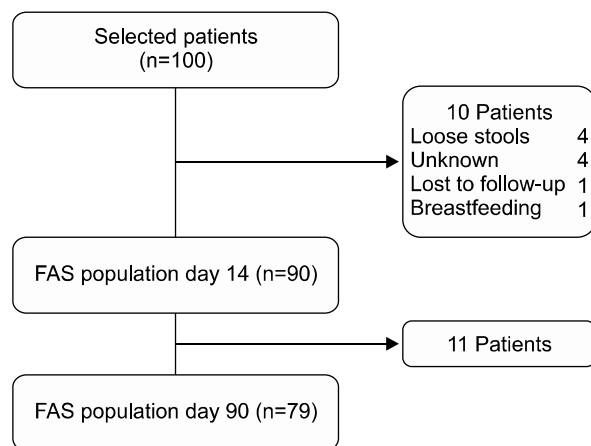 Selected patients
(n=100)
10 Patients
Loose stools 4
Unknown 4
Lost to follow-up 1
Breastfeeding 1
FAS population day 14 (n=90)
11 Patients
FAS population day 90 (n=79)